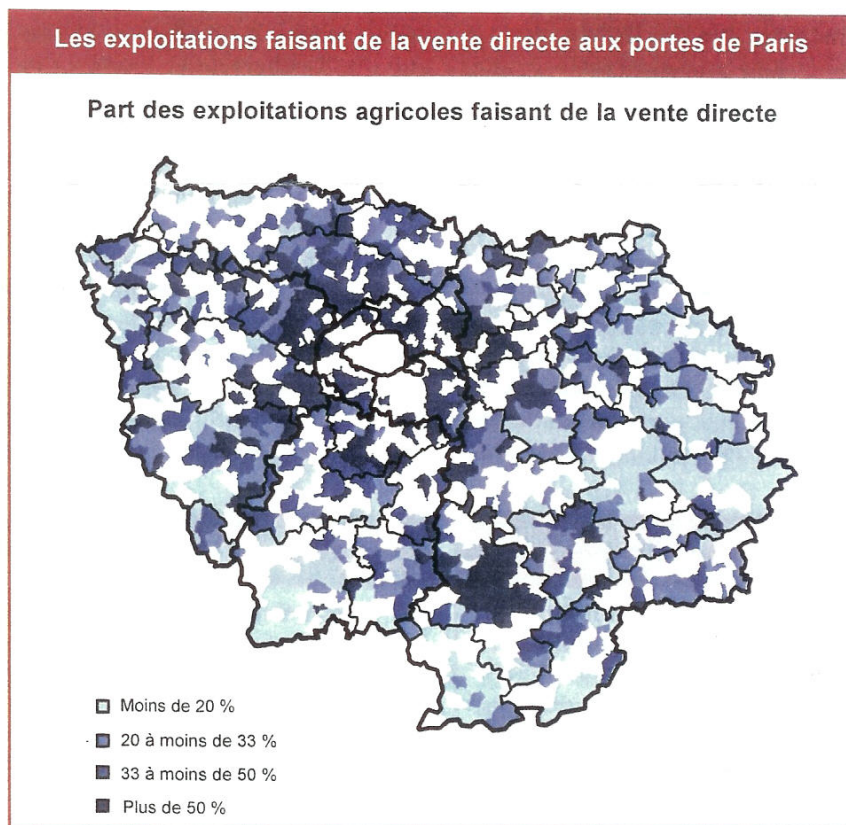 Les exploitations faisant de la vente directe aux portes de Paris
Part des exploitations agricoles faisant de la vente directe
Moins de 20 %
20 à moins de 33 %
33 à moins de 50 %
Plus de 50 %